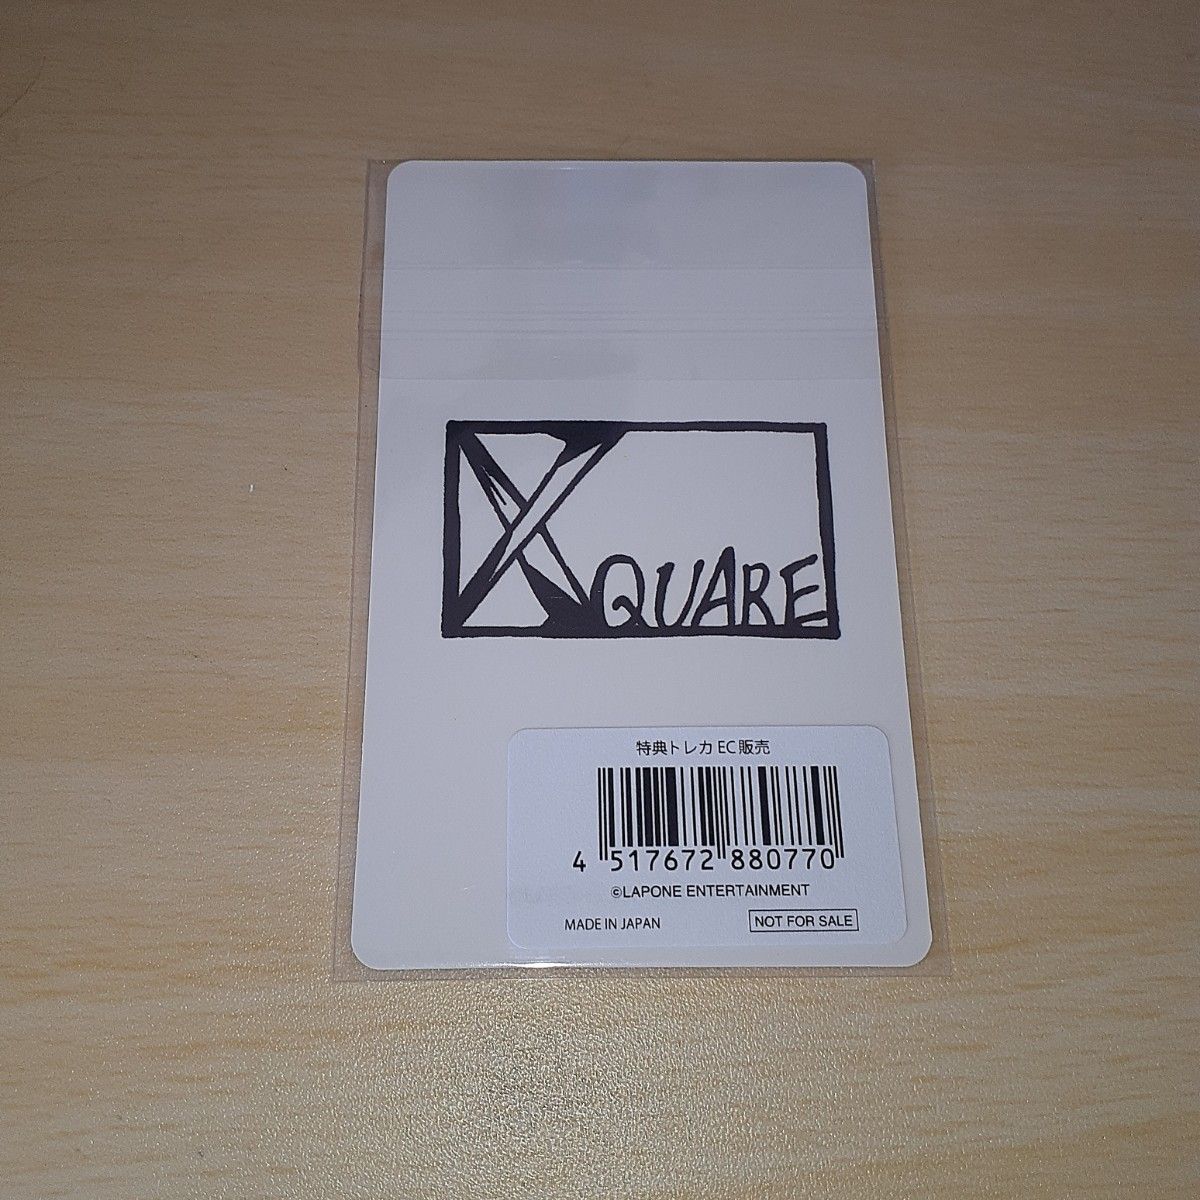 XQUARE
特典トレカ EC販売
4 517672 880770
©LAPONE ENTERTAINMENT
MADE IN JAPAN
NOT FOR SALE